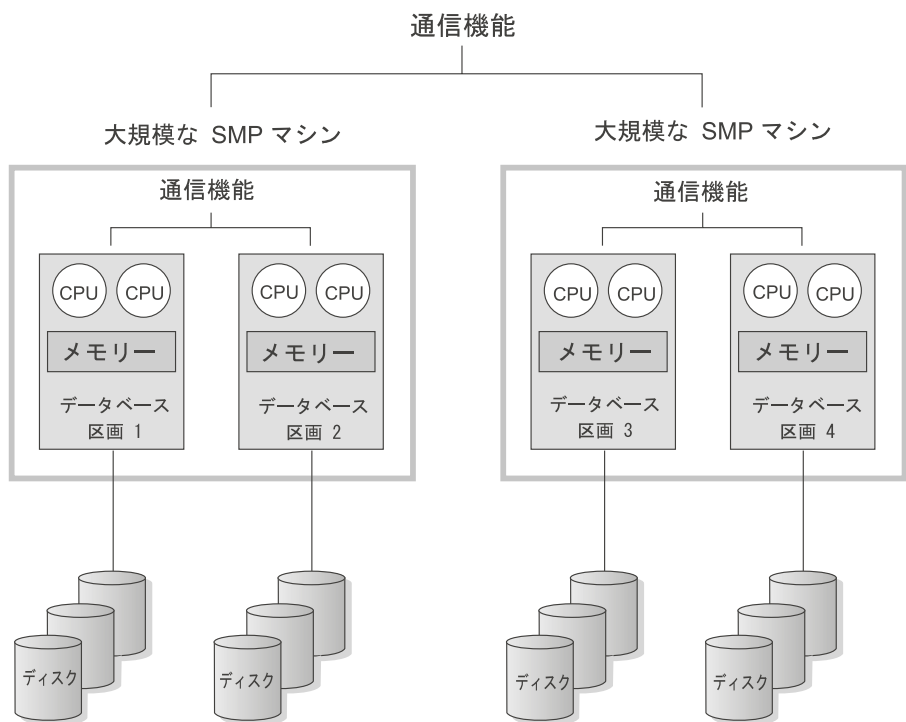 通信機能
大規模な SMP マシン
大規模な SMP マシン
通信機能
CPU CPU
メモリー
データベース
区画 1
CPU CPU
メモリー
データベース
区画 2
通信機能
CPU CPU
メモリー
データベース
区画 3
CPU CPU
メモリー
データベース
区画 4
ディスク
ディスク
ディスク
ディスク